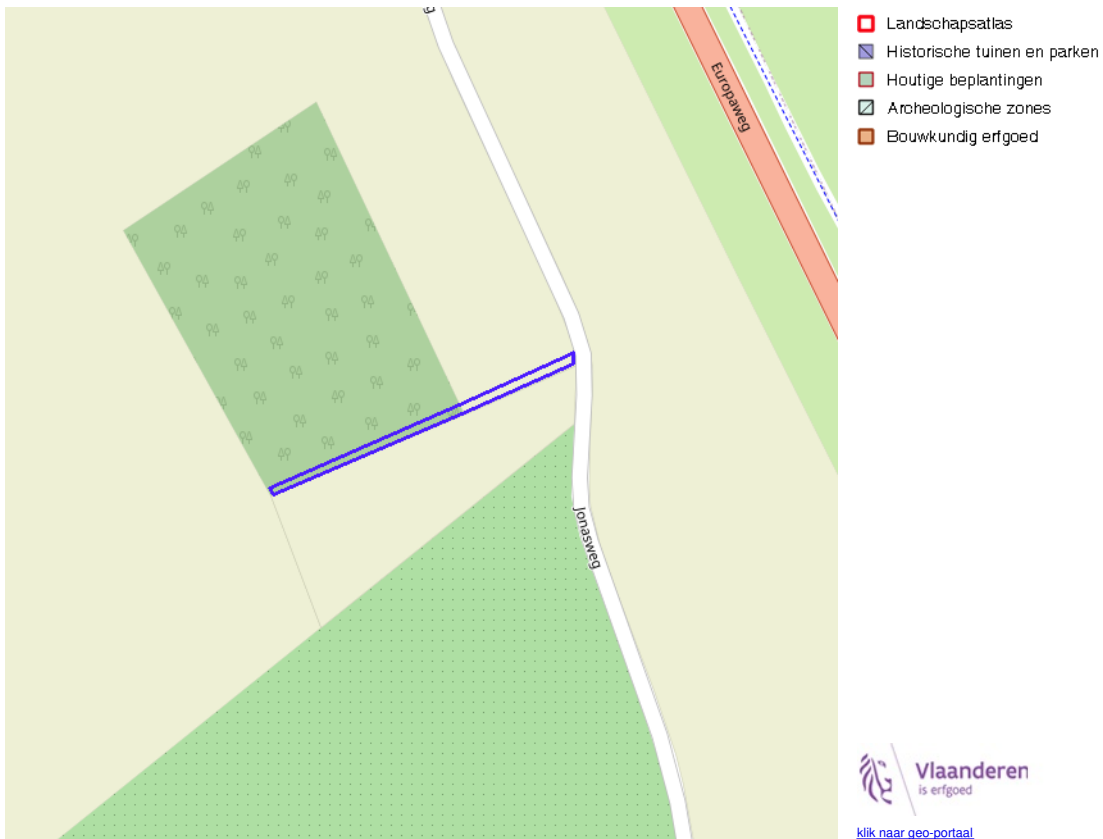 g
Europaweg
Jonasweg
Landschapsatlas
Historische tuinen en parken
Houtige beplantingen
Archeologische zones
Bouwkundig erfgoed
Vlaanderen
is erfgoed
klik naar geo-portaal